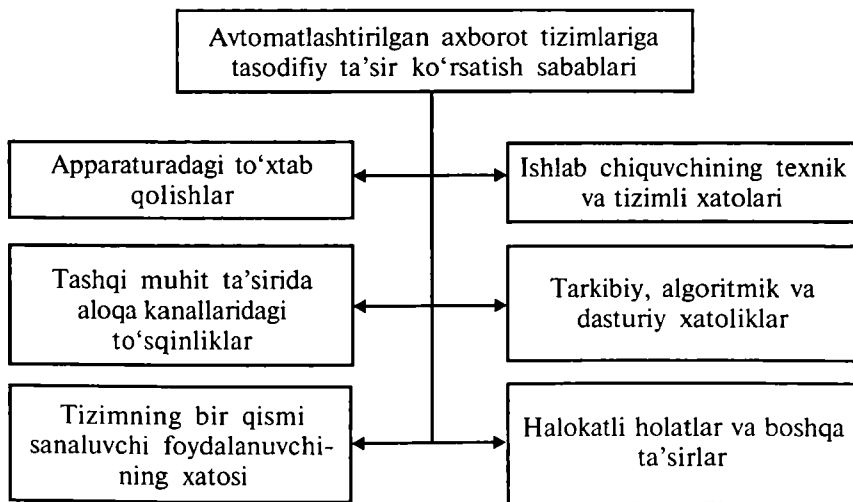 Avtomatlashtirilgan axborot tizimlariga
tasodifiy ta’sir ko‘rsatish sabablari
Apparaturadagi to‘xtab
qolishlar
Ishlab chiquvchining texnik
va tizimli xatolari
Tashqi muhit ta’sirida
aloqa kanallaridagi
to‘sqinliklar
Tarkibiy, algoritmik va
dasturiy xatoliklar
Tizimning bir qismi
sanaluvchi foydalanuvchi-
ning xatosi
Halokatli holatlar va boshqa
ta’sirlar